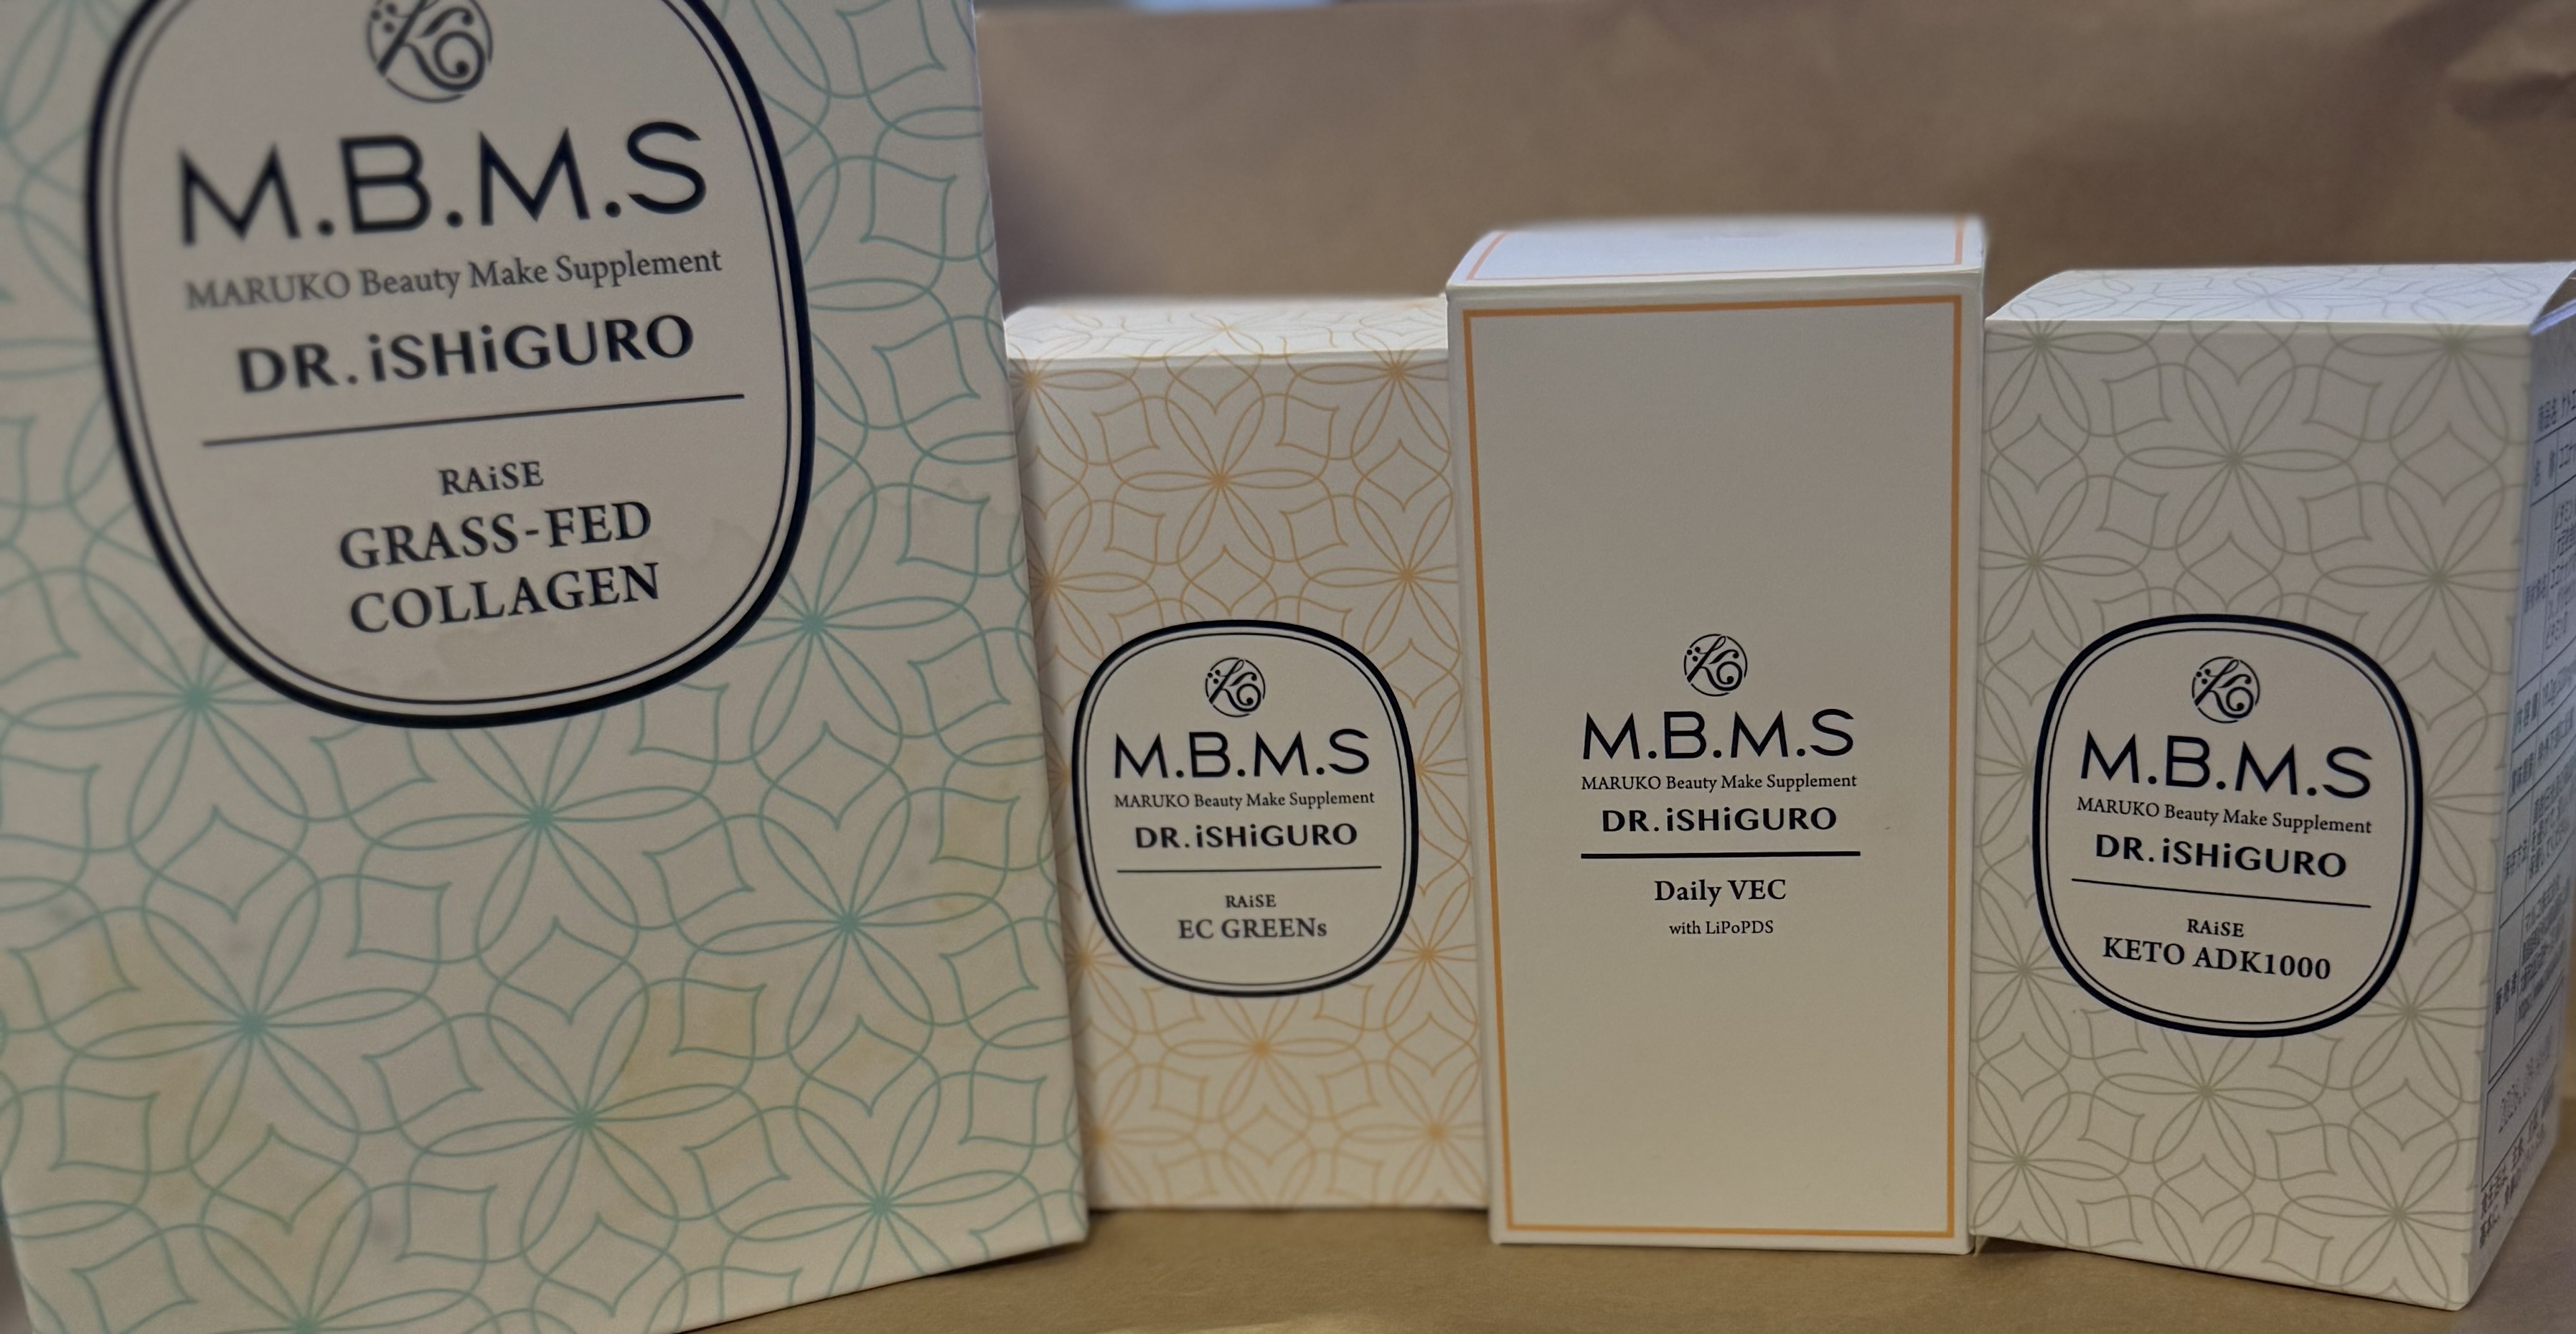 M.B.M.S
MARUKO Beauty Make Supplement
DR.iSHiGURO
RAiSE
GRASS-FED
COLLAGEN
M.B.M.S
MARUKO Beauty Make Supplement
DR.iSHiGURO
RAiSE
EC GREENs
M.B.M.S
MARUKO Beauty Make Supplement
DR.iSHiGURO
Daily VEC
with LiPoPDS
M.B.M.S
MARUKO Beauty Make Supplement
DR.iSHiGURO
RAiSE
KETO ADK1000